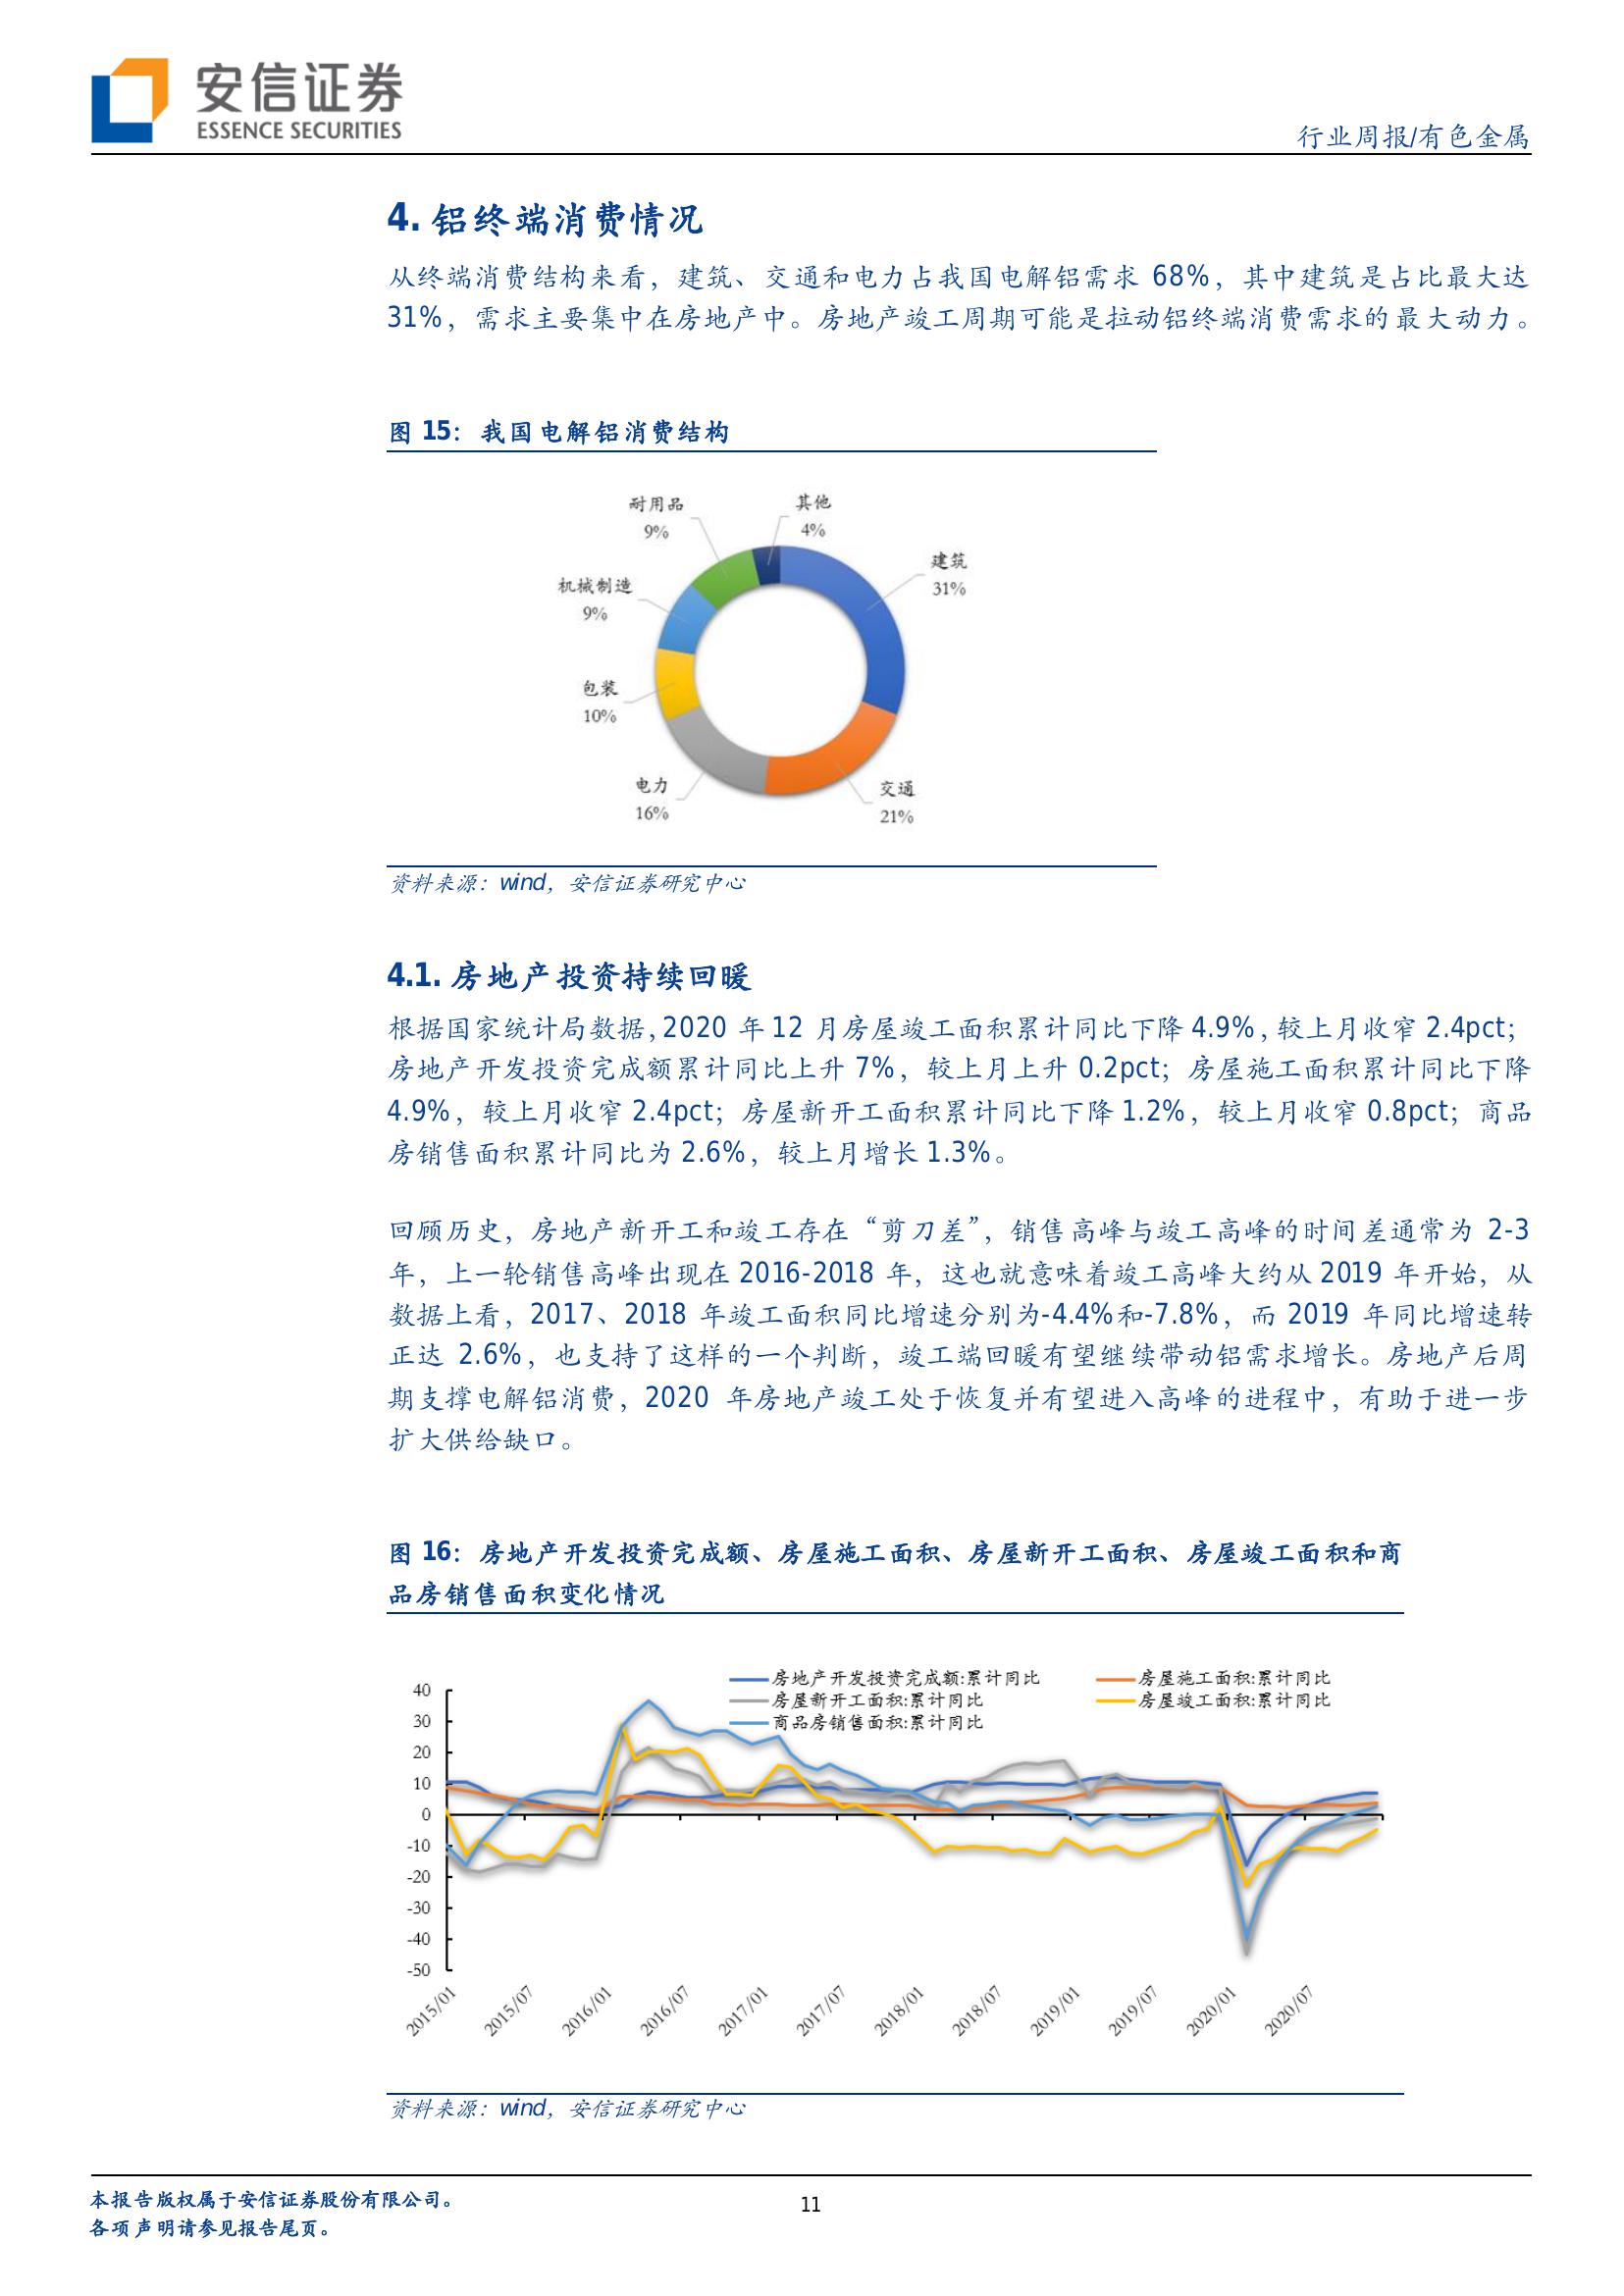 安信证券
ESSENCE SECURITIES
行业周报/有色金属
4. 铝终端消费情况
从终端消费结构来看，建筑、交通和电力占我国电解铝需求 68%，其中建筑是占比最大达
31%，需求主要集中在房地产中。房地产竣工周期可能是拉动铝终端消费需求的最大动力。
图 15：我国电解铝消费结构
耐用品
9%
其他
4%
建筑
31%
机械制造
9%
包装
10%
电力
16%
交通
21%
资料来源：wind，安信证券研究中心
4.1. 房地产投资持续回暖
根据国家统计局数据，2020 年 12 月房屋竣工面积累计同比下降 4.9%，较上月收窄 2.4pct；
房地产开发投资完成额累计同比上升 7%，较上月上升 0.2pct；房屋施工面积累计同比下降
4.9%，较上月收窄 2.4pct；房屋新开工面积累计同比下降 1.2%，较上月收窄 0.8pct；商品
房销售面积累计同比为 2.6%，较上月增长 1.3%。
回顾历史，房地产新开工和竣工存在“剪刀差”，销售高峰与竣工高峰的时间差通常为 2-3
年，上一轮销售高峰出现在 2016-2018 年，这也就意味着竣工高峰大约从 2019 年开始，从
数据上看，2017、2018 年竣工面积同比增速分别为-4.4%和-7.8%，而 2019 年同比增速转
正达 2.6%，也支持了这样的一个判断，竣工端回暖有望继续带动铝需求增长。房地产后周
期支撑电解铝消费，2020 年房地产竣工处于恢复并有望进入高峰的进程中，有助于进一步
扩大供给缺口。
图 16：房地产开发投资完成额、房屋施工面积、房屋新开工面积、房屋竣工面积和商
品房销售面积变化情况
房地产开发投资完成额:累计同比
房屋施工面积:累计同比
房屋新开工面积:累计同比
房屋竣工面积:累计同比
商品房销售面积:累计同比
40
30
20
10
0
-10
-20
-30
-40
-50
2015/01
2015/07
2016/01
2016/07
2017/01
2017/07
2018/01
2018/07
2019/01
2019/07
2020/01
2020/07
资料来源：wind，安信证券研究中心
本报告版权属于安信证券股份有限公司。
各项声明请参见报告尾页。
11